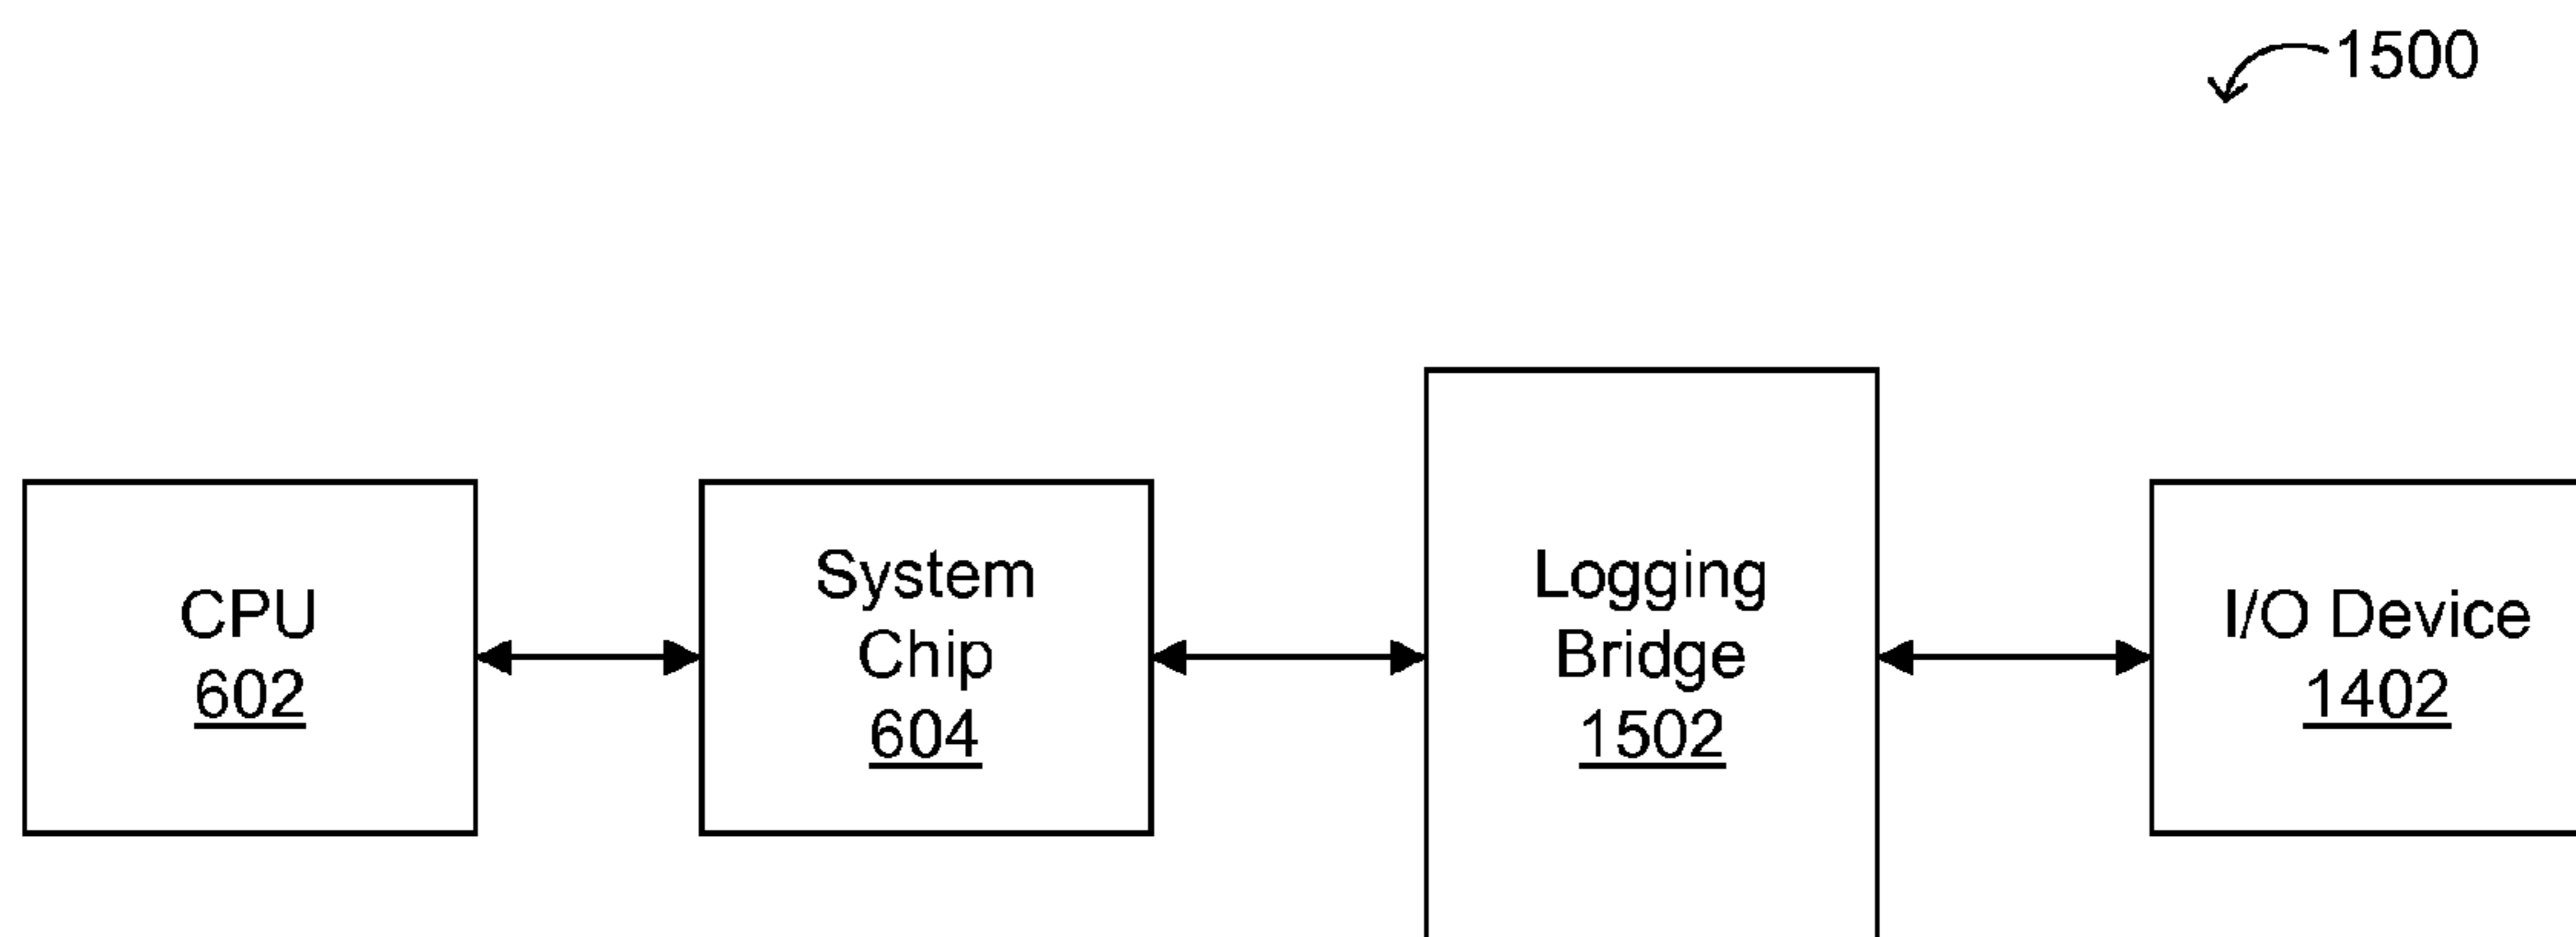 1500
CPU
602
System
Chip
604
Logging
Bridge
1502
I/O Device
1402